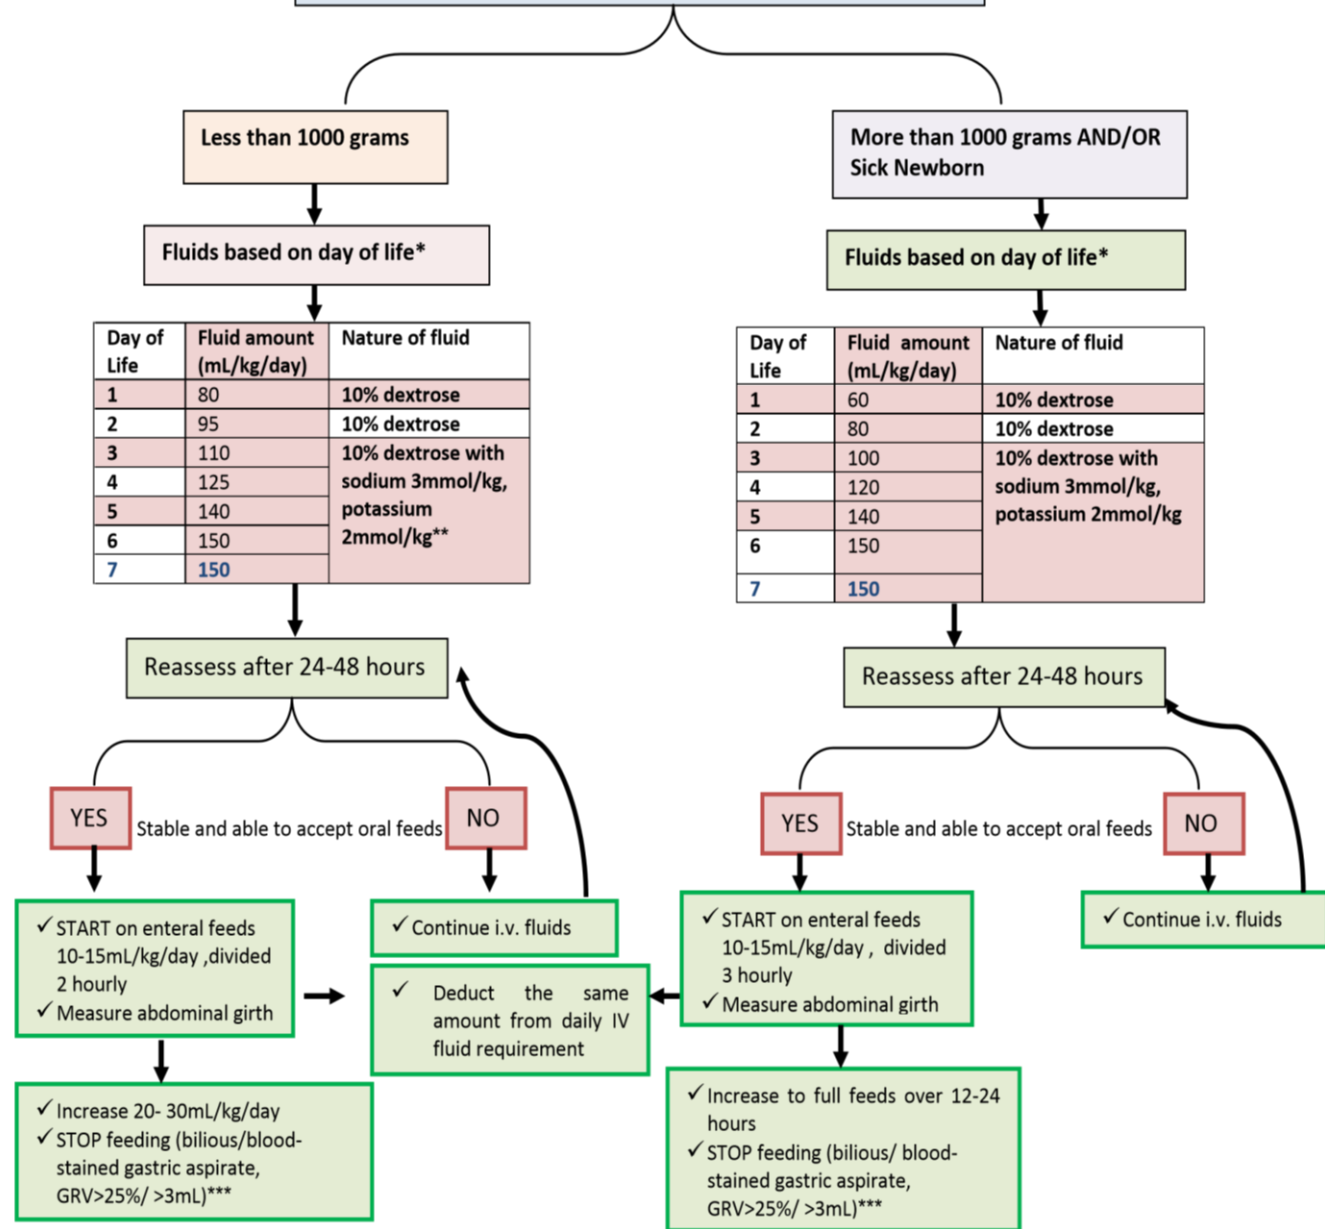 Less than 1000 grams
More than 1000 grams AND/OR
Sick Newborn
Fluids based on day of life*
Fluids based on day of life*
Day of Life | Fluid amount (mL/kg/day) | Nature of fluid
1 | 80 | 10% dextrose
2 | 95 | 10% dextrose
3 | 110 | 10% dextrose with
4 | 125 | sodium 3mmol/kg,
5 | 140 | potassium
6 | 150 | 2mmol/kg**
7 | 150
Day of Life | Fluid amount (mL/kg/day) | Nature of fluid
1 | 60 | 10% dextrose
2 | 80 | 10% dextrose
3 | 100 | 10% dextrose with
4 | 120 | sodium 3mmol/kg,
5 | 140 | potassium 2mmol/kg
6 | 150
7 | 150
Reassess after 24-48 hours
Reassess after 24-48 hours
YES
Stable and able to accept oral feeds
NO
YES
Stable and able to accept oral feeds
NO
✓ START on enteral feeds
10-15mL/kg/day ,divided
2 hourly
✓ Measure abdominal girth
✓ Continue i.v. fluids
✓ Deduct the same
amount from daily IV
fluid requirement
✓ START on enteral feeds
10-15mL/kg/day , divided
3 hourly
✓ Measure abdominal girth
✓ Continue i.v. fluids
✓ Increase 20- 30mL/kg/day
✓ STOP feeding (bilious/blood-
stained gastric aspirate,
GRV>25%/ >3mL)***
✓ Increase to full feeds over 12-24
hours
✓ STOP feeding (bilious/ blood-
stained gastric aspirate,
GRV>25%/ >3mL)***